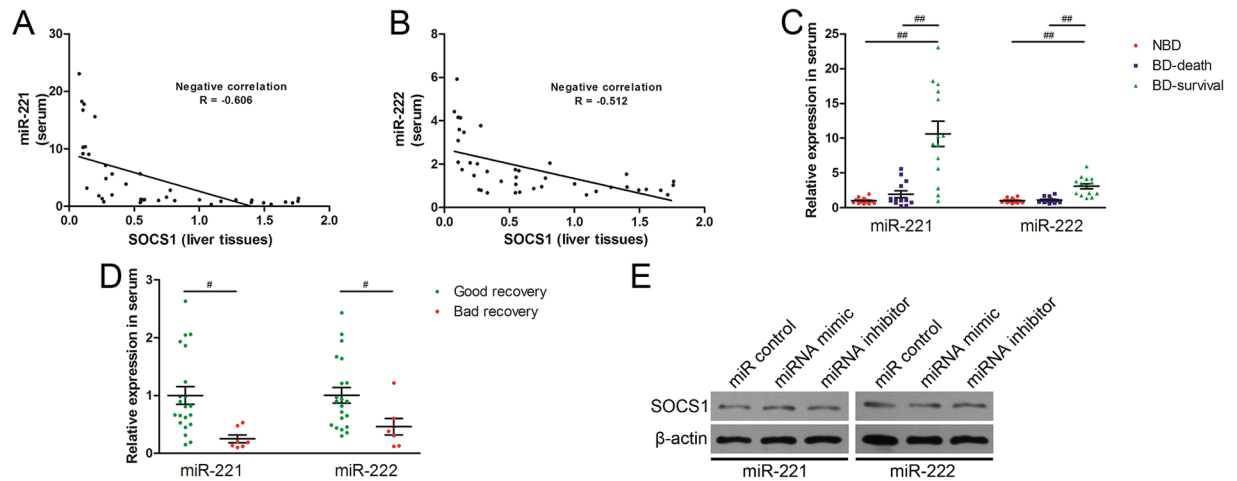 A
miR-221
(serum)
30
20
10
0
Negative correlation
R = -0.606
0.0 0.5 1.0 1.5 2.0
SOCS1 (liver tissues)
B
miR-222
(serum)
8
6
4
2
0
Negative correlation
R = -0.512
0.0 0.5 1.0 1.5 2.0
SOCS1 (liver tissues)
C
Relative expression in serum
25
20
15
10
5
0
## ##
## ##
miR-221 miR-222
NBD
BD-death
BD-survival
D
Relative expression in serum
3
2
1
0
# #
miR-221 miR-222
Good recovery
Bad recovery
E
miR control miRNA mimic miRNA inhibitor miR control miRNA mimic miRNA inhibitor
SOCS1
β-actin
miR-221 miR-222